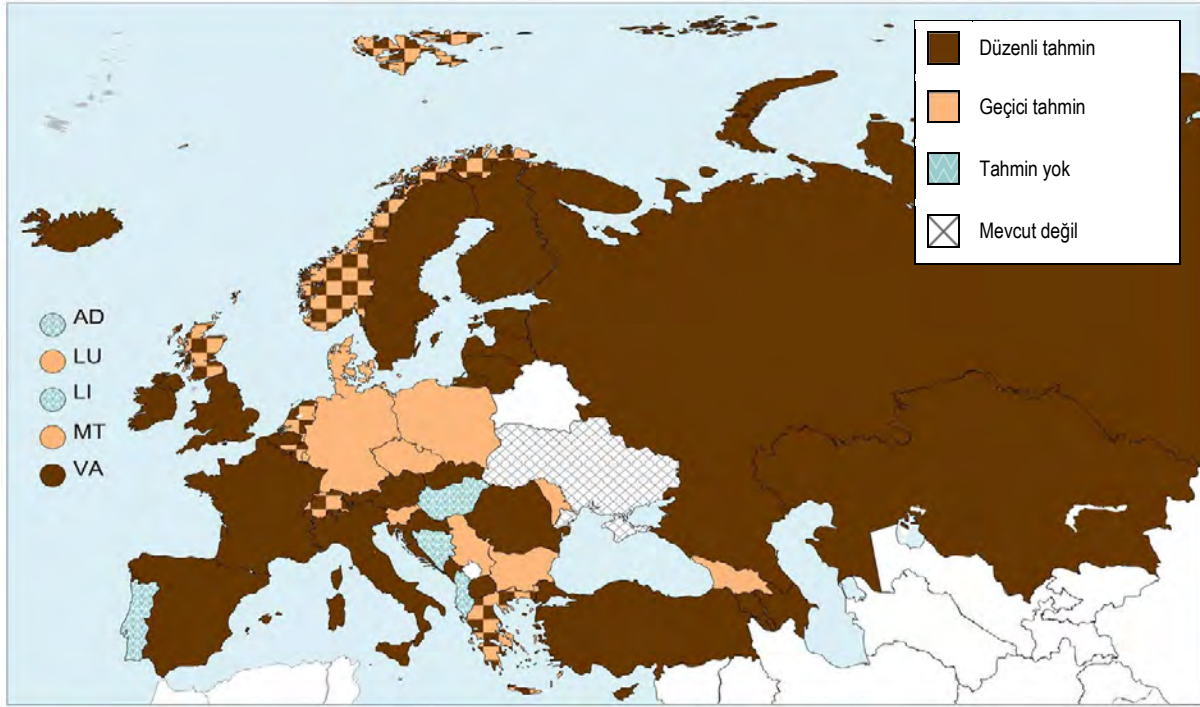 Düzenli tahmin
Geçici tahmin
Tahmin yok
Mevcut değil
AD
LU
LI
MT
VA